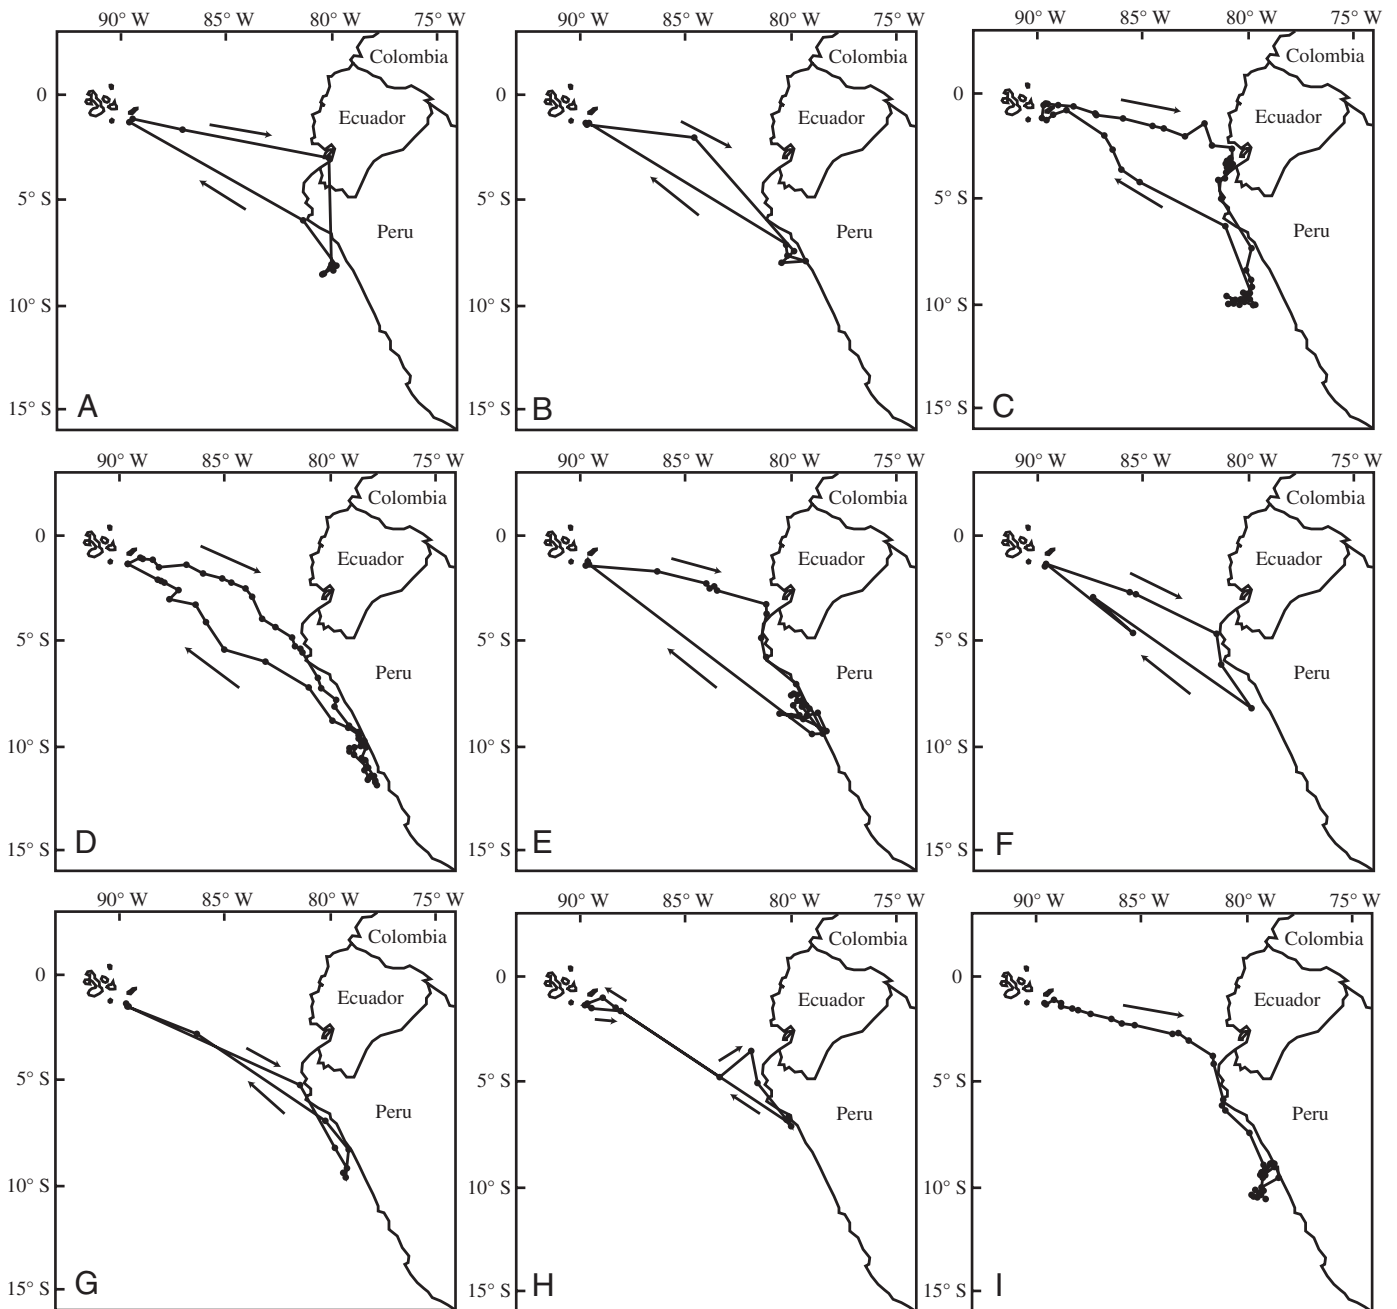 90° W 85° W 80° W 75° W 90° W 85° W 80° W 75° W 90° W 85° W 80° W 75° W
Colombia Colombia Colombia
0 0 0
Ecuador Ecuador Ecuador
5° S 5° S 5° S
Peru Peru Peru
10° S 10° S 10° S
15° S 15° S 15° S
A B C
90° W 85° W 80° W 75° W 90° W 85° W 80° W 75° W 90° W 85° W 80° W 75° W
Colombia Colombia Colombia
0 0 0
Ecuador Ecuador Ecuador
5° S 5° S 5° S
Peru Peru Peru
10° S 10° S 10° S
15° S 15° S 15° S
D E F
90° W 85° W 80° W 75° W 90° W 85° W 80° W 75° W 90° W 85° W 80° W 75° W
Colombia Colombia Colombia
0 0 0
Ecuador Ecuador Ecuador
5° S 5° S 5° S
Peru Peru Peru
10° S 10° S 10° S
15° S 15° S 15° S
G H I